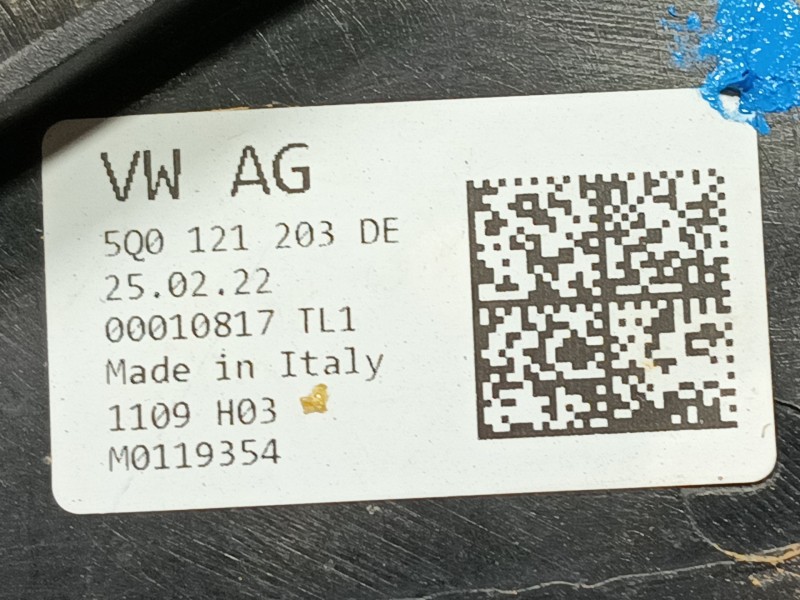 VW AG
5Q0 121 203 DE
25.02.22
00010817 TL1
Made in Italy
1109 H03
M0119354